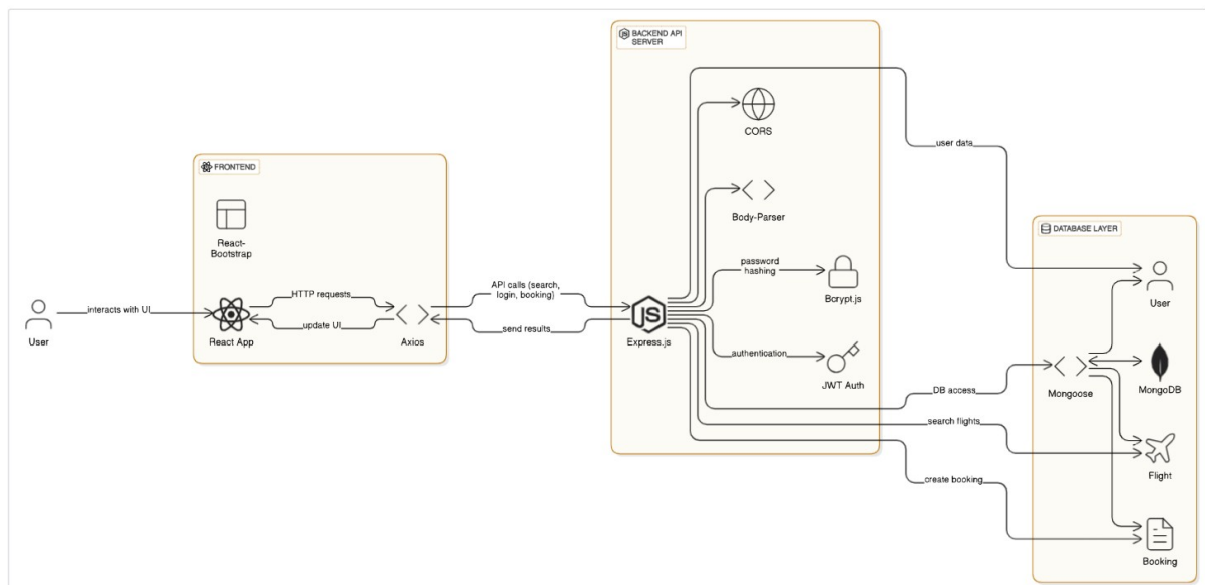 BACKEND API
SERVER
CORS
user data
FRONTEND
Body-Parser
React-
Bootstrap
DATABASE LAYER
password
hashing
API calls (search,
login, booking)
HTTP requests
Bcrypt.js
User
interacts with UI
update UI
send results
User
React App
Axios
Express.js
authentication
JWT Auth
DB access
Mongoose
MongoDB
search flights
Flight
create booking
Booking